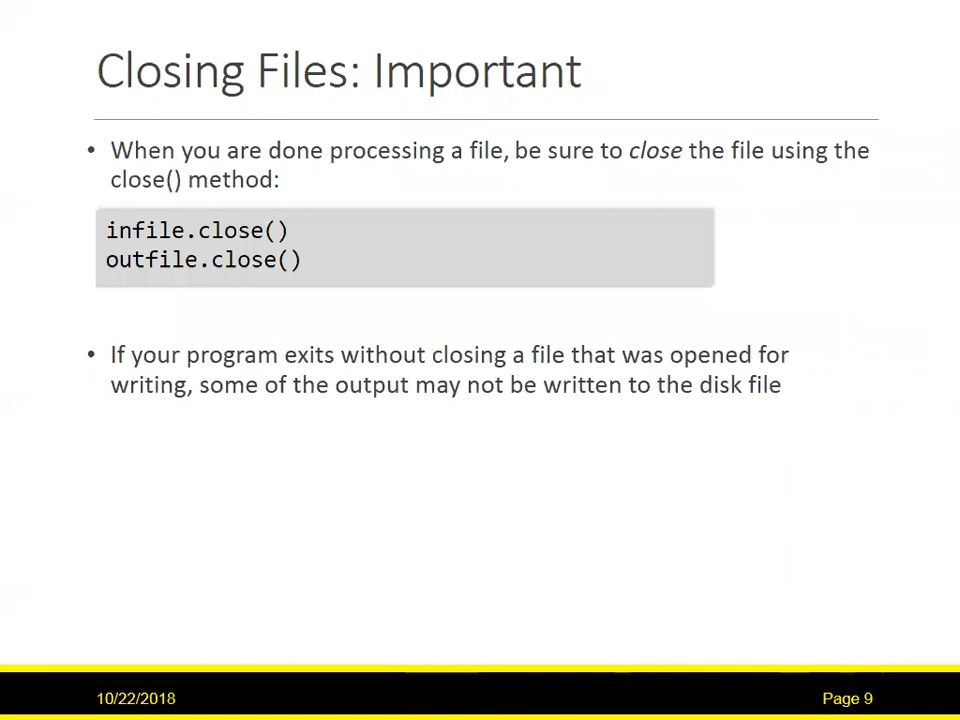 Closing Files: Important
• When you are done processing a file, be sure to close the file using the
close() method:
infile.close()
outfile.close()
• If your program exits without closing a file that was opened for
writing, some of the output may not be written to the disk file
10/22/2018
Page 9